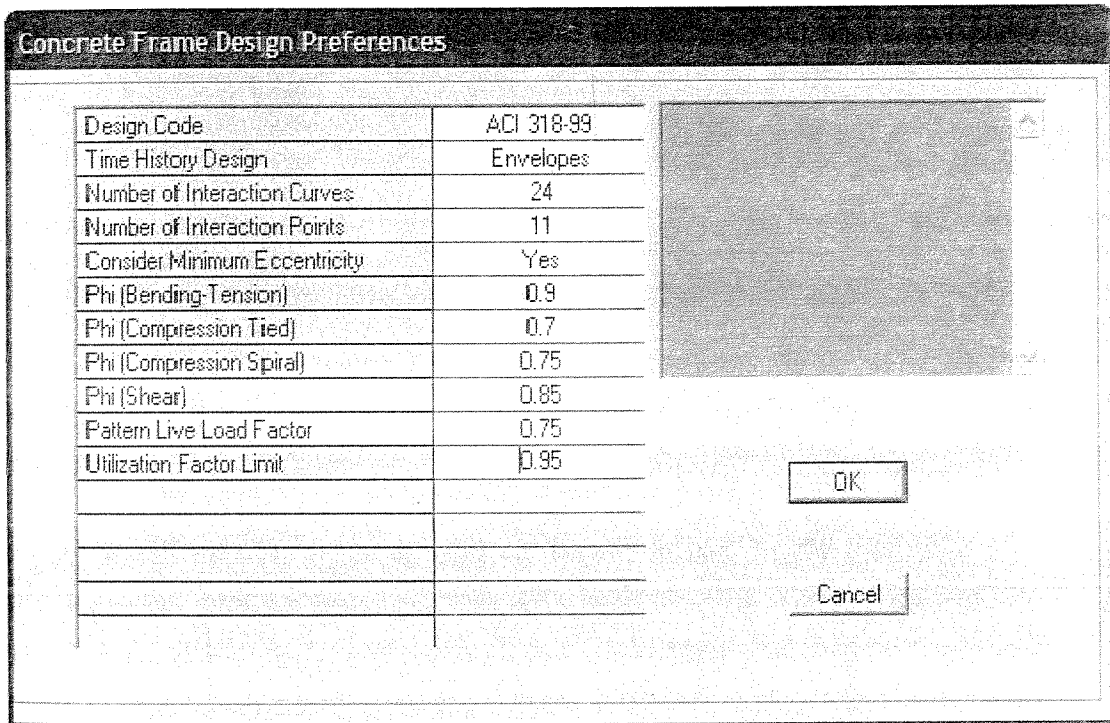 Concrete Frame Design Preferences
Design Code ACI 318-99
Time History Design Envelopes
Number of Interaction Curves 24
Number of Interaction Points 11
Consider Minimum Eccentricity Yes
Phi (Bending-Tension) 0.9
Phi (Compression Tied) 0.7
Phi (Compression Spiral) 0.75
Phi (Shear) 0.85
Pattern Live Load Factor 0.75
Utilization Factor Limit 0.95
OK
Cancel